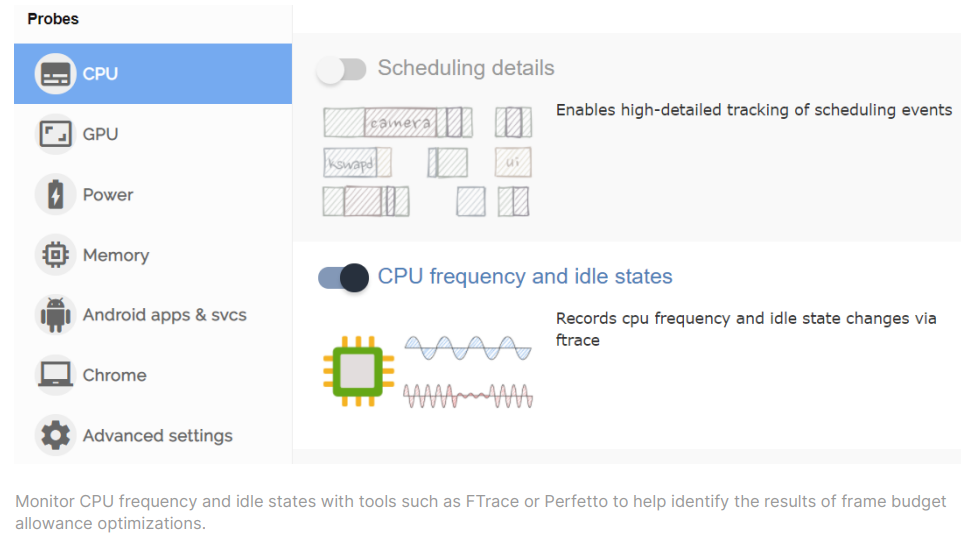 Probes
CPU
GPU
Power
Memory
Android apps & svcs
Chrome
Advanced settings
Scheduling details
camera
kswapd
ui
Enables high-detailed tracking of scheduling events
CPU frequency and idle states
Records cpu frequency and idle state changes via
ftrace
Monitor CPU frequency and idle states with tools such as FTrace or Perfetto to help identify the results of frame budget
allowance optimizations.